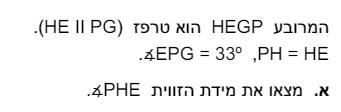 המרובע HEGP הוא טרפז (HE II PG).
∡EPG = 33° ,PH = HE.
א. מצאו את מידת הזווית ∡PHE.